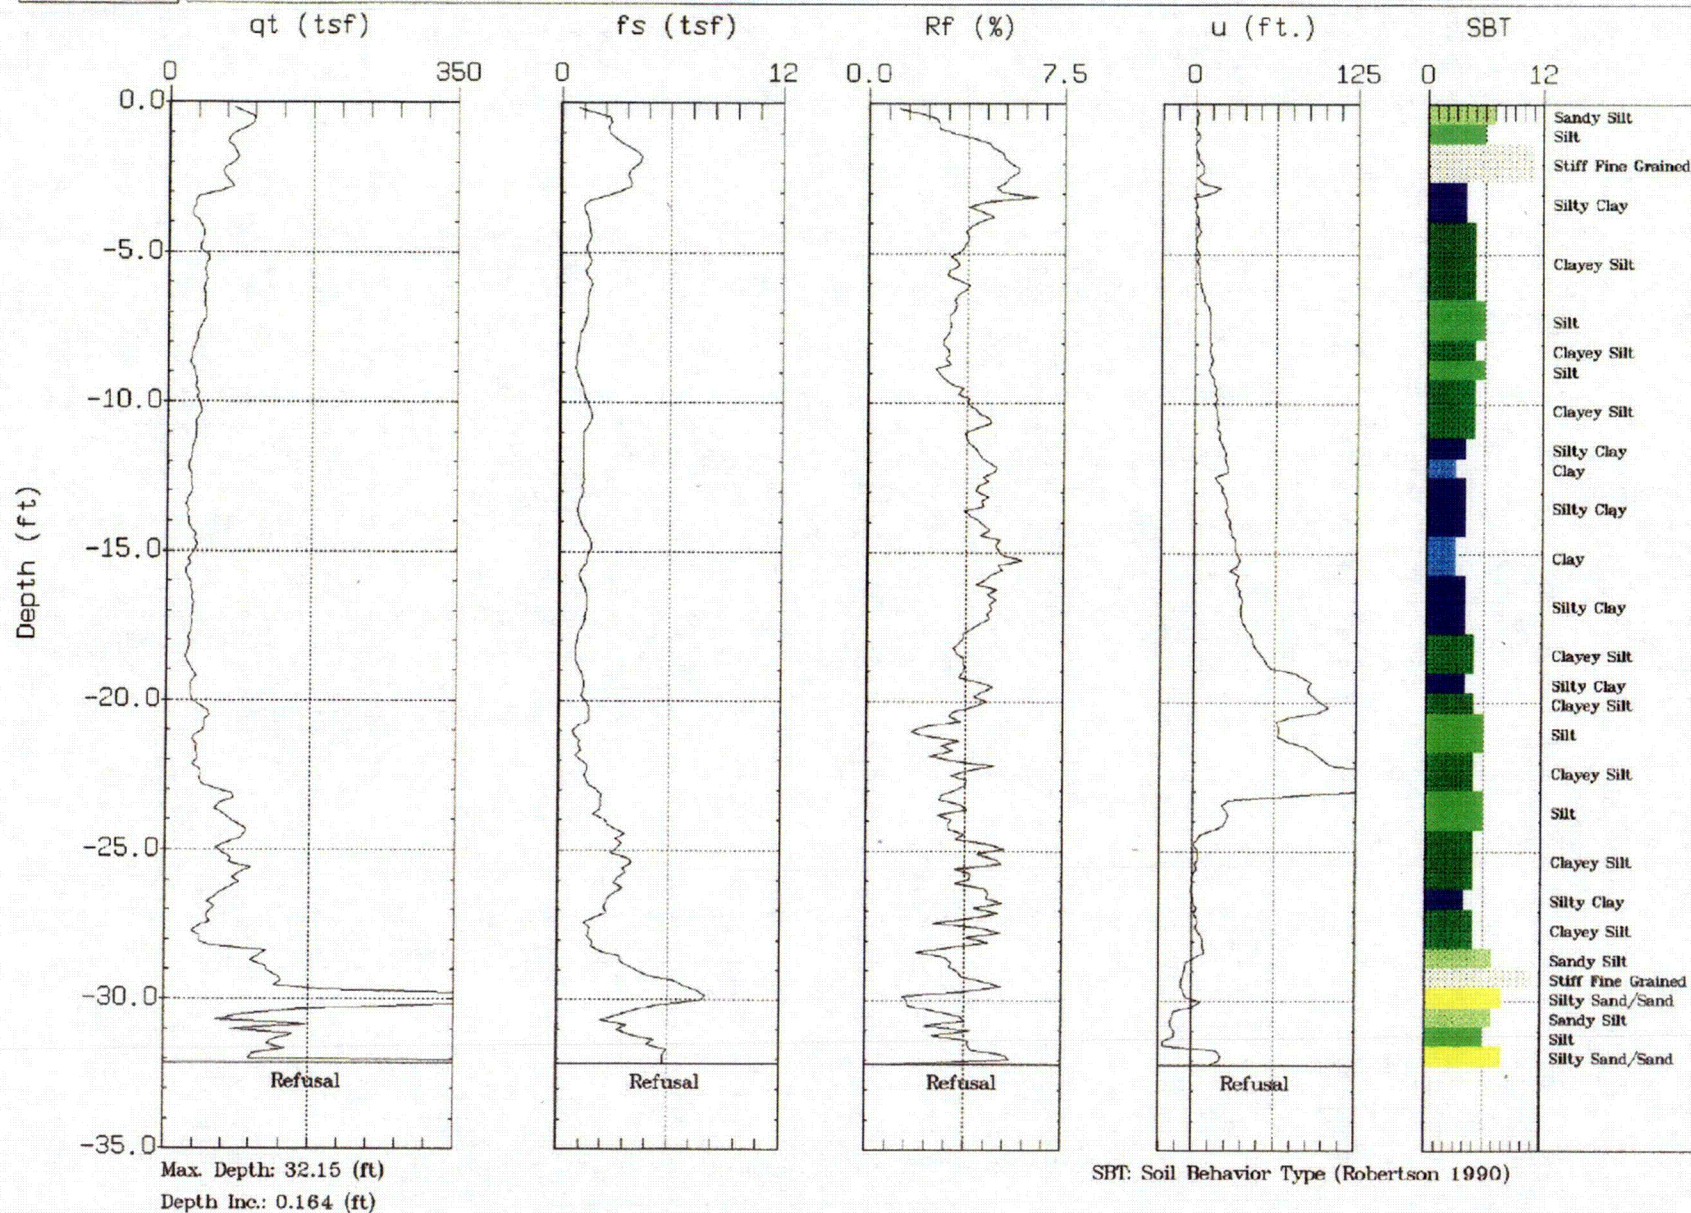 qt (tsf) fs (tsf) Rf (%) u (ft.) SBT
0 350 0 12 0.0 7.5 0 125 0 12
0.0
Sandy Silt
Silt
Stiff Fine Grained
Silty Clay
-5.0
Clayey Silt
Silt
Clayey Silt
Silt
-10.0
Clayey Silt
Silty Clay
Clay
Silty Clay
-15.0
Clay
Depth (ft)
Silty Clay
Clayey Silt
Silty Clay
-20.0
Clayey Silt
Silt
Clayey Silt
Silt
-25.0
Clayey Silt
Silty Clay
Clayey Silt
Sandy Silt
Stiff Fine Grained
-30.0
Silty Sand/Sand
Sandy Silt
Silt
Silty Sand/Sand
Refusal Refusal Refusal Refusal
-35.0
Max. Depth: 32.15 (ft)
SBT: Soil Behavior Type (Robertson 1990)
Depth Inc.: 0.164 (ft)